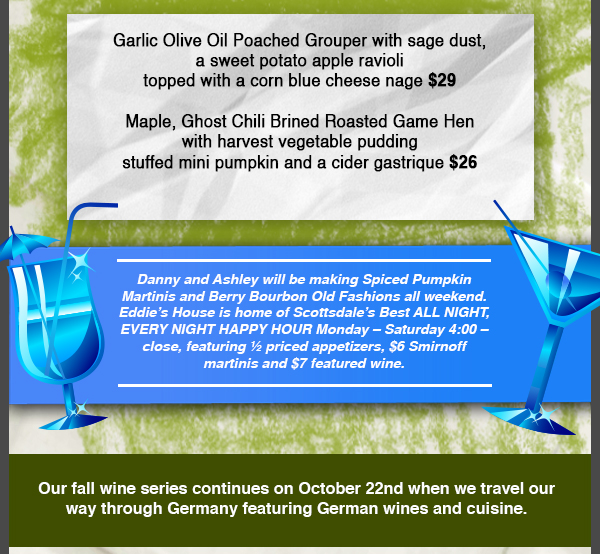 Garlic Olive Oil Poached Grouper with sage dust,
a sweet potato apple ravioli
topped with a corn blue cheese nage $29
Maple, Ghost Chili Brined Roasted Game Hen
with harvest vegetable pudding
stuffed mini pumpkin and a cider gastrique $26
Danny and Ashley will be making Spiced Pumpkin
Martinis and Berry Bourbon Old Fashions all weekend.
Eddie's House is home of Scottsdale's Best ALL NIGHT,
EVERY NIGHT HAPPY HOUR Monday – Saturday 4:00 –
close, featuring ½ priced appetizers, $6 Smirnoff
martinis and $7 featured wine.
Our fall wine series continues on October 22nd when we travel our
way through Germany featuring German wines and cuisine.